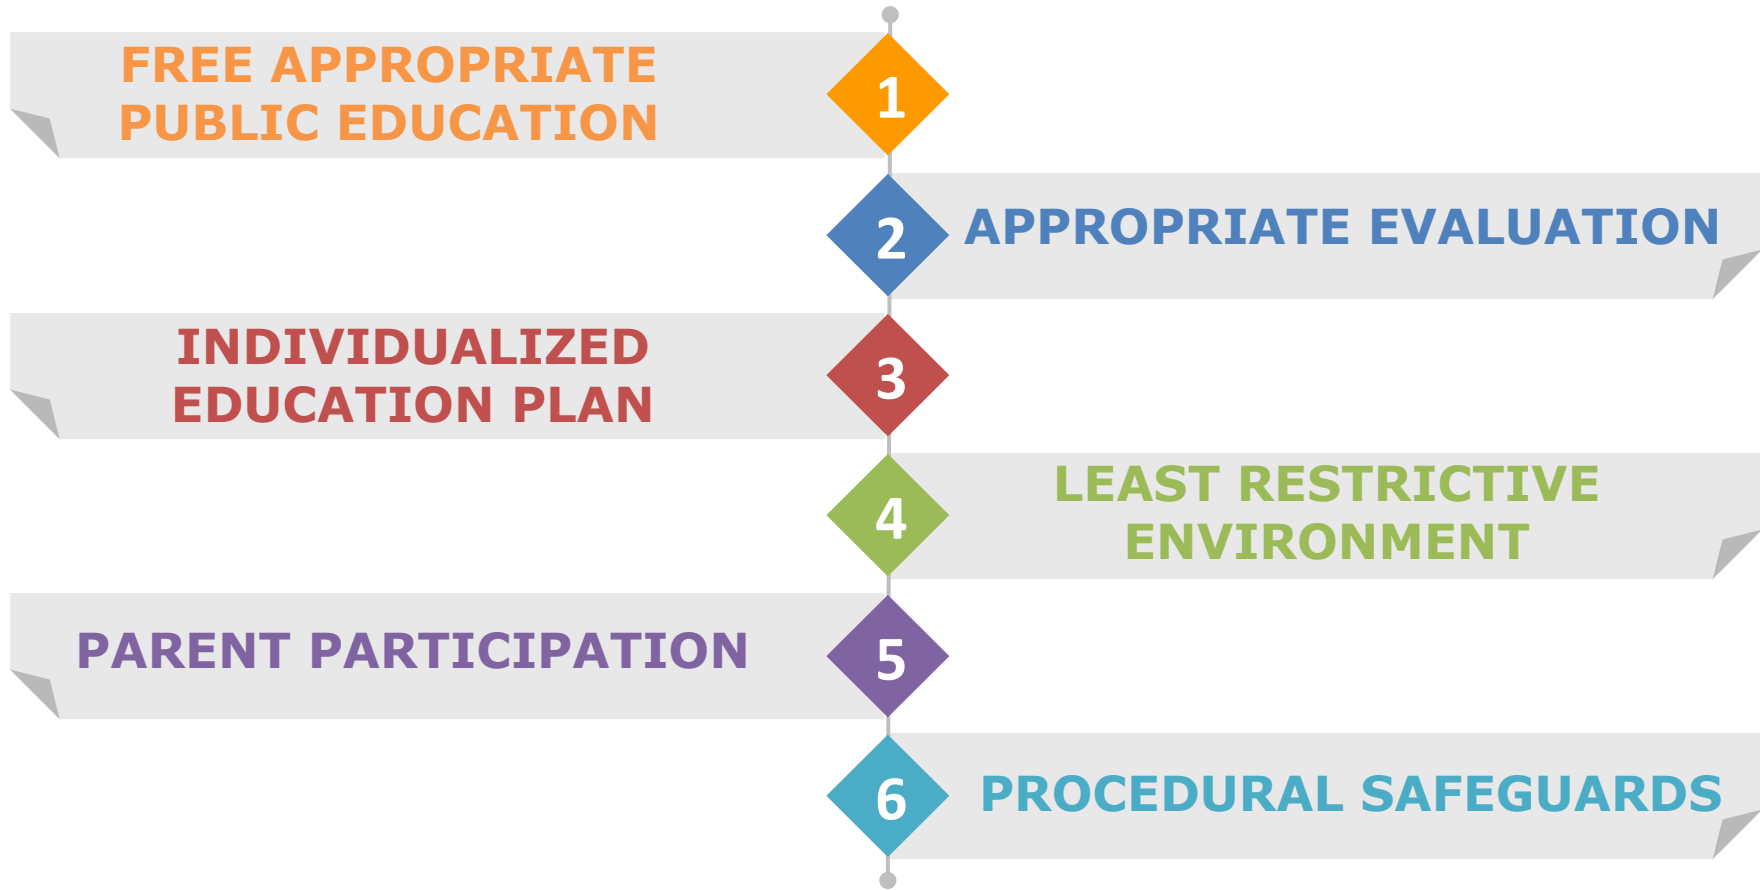 FREE APPROPRIATE
PUBLIC EDUCATION
1
2
APPROPRIATE EVALUATION
INDIVIDUALIZED
EDUCATION PLAN
3
4
LEAST RESTRICTIVE
ENVIRONMENT
PARENT PARTICIPATION
5
6
PROCEDURAL SAFEGUARDS